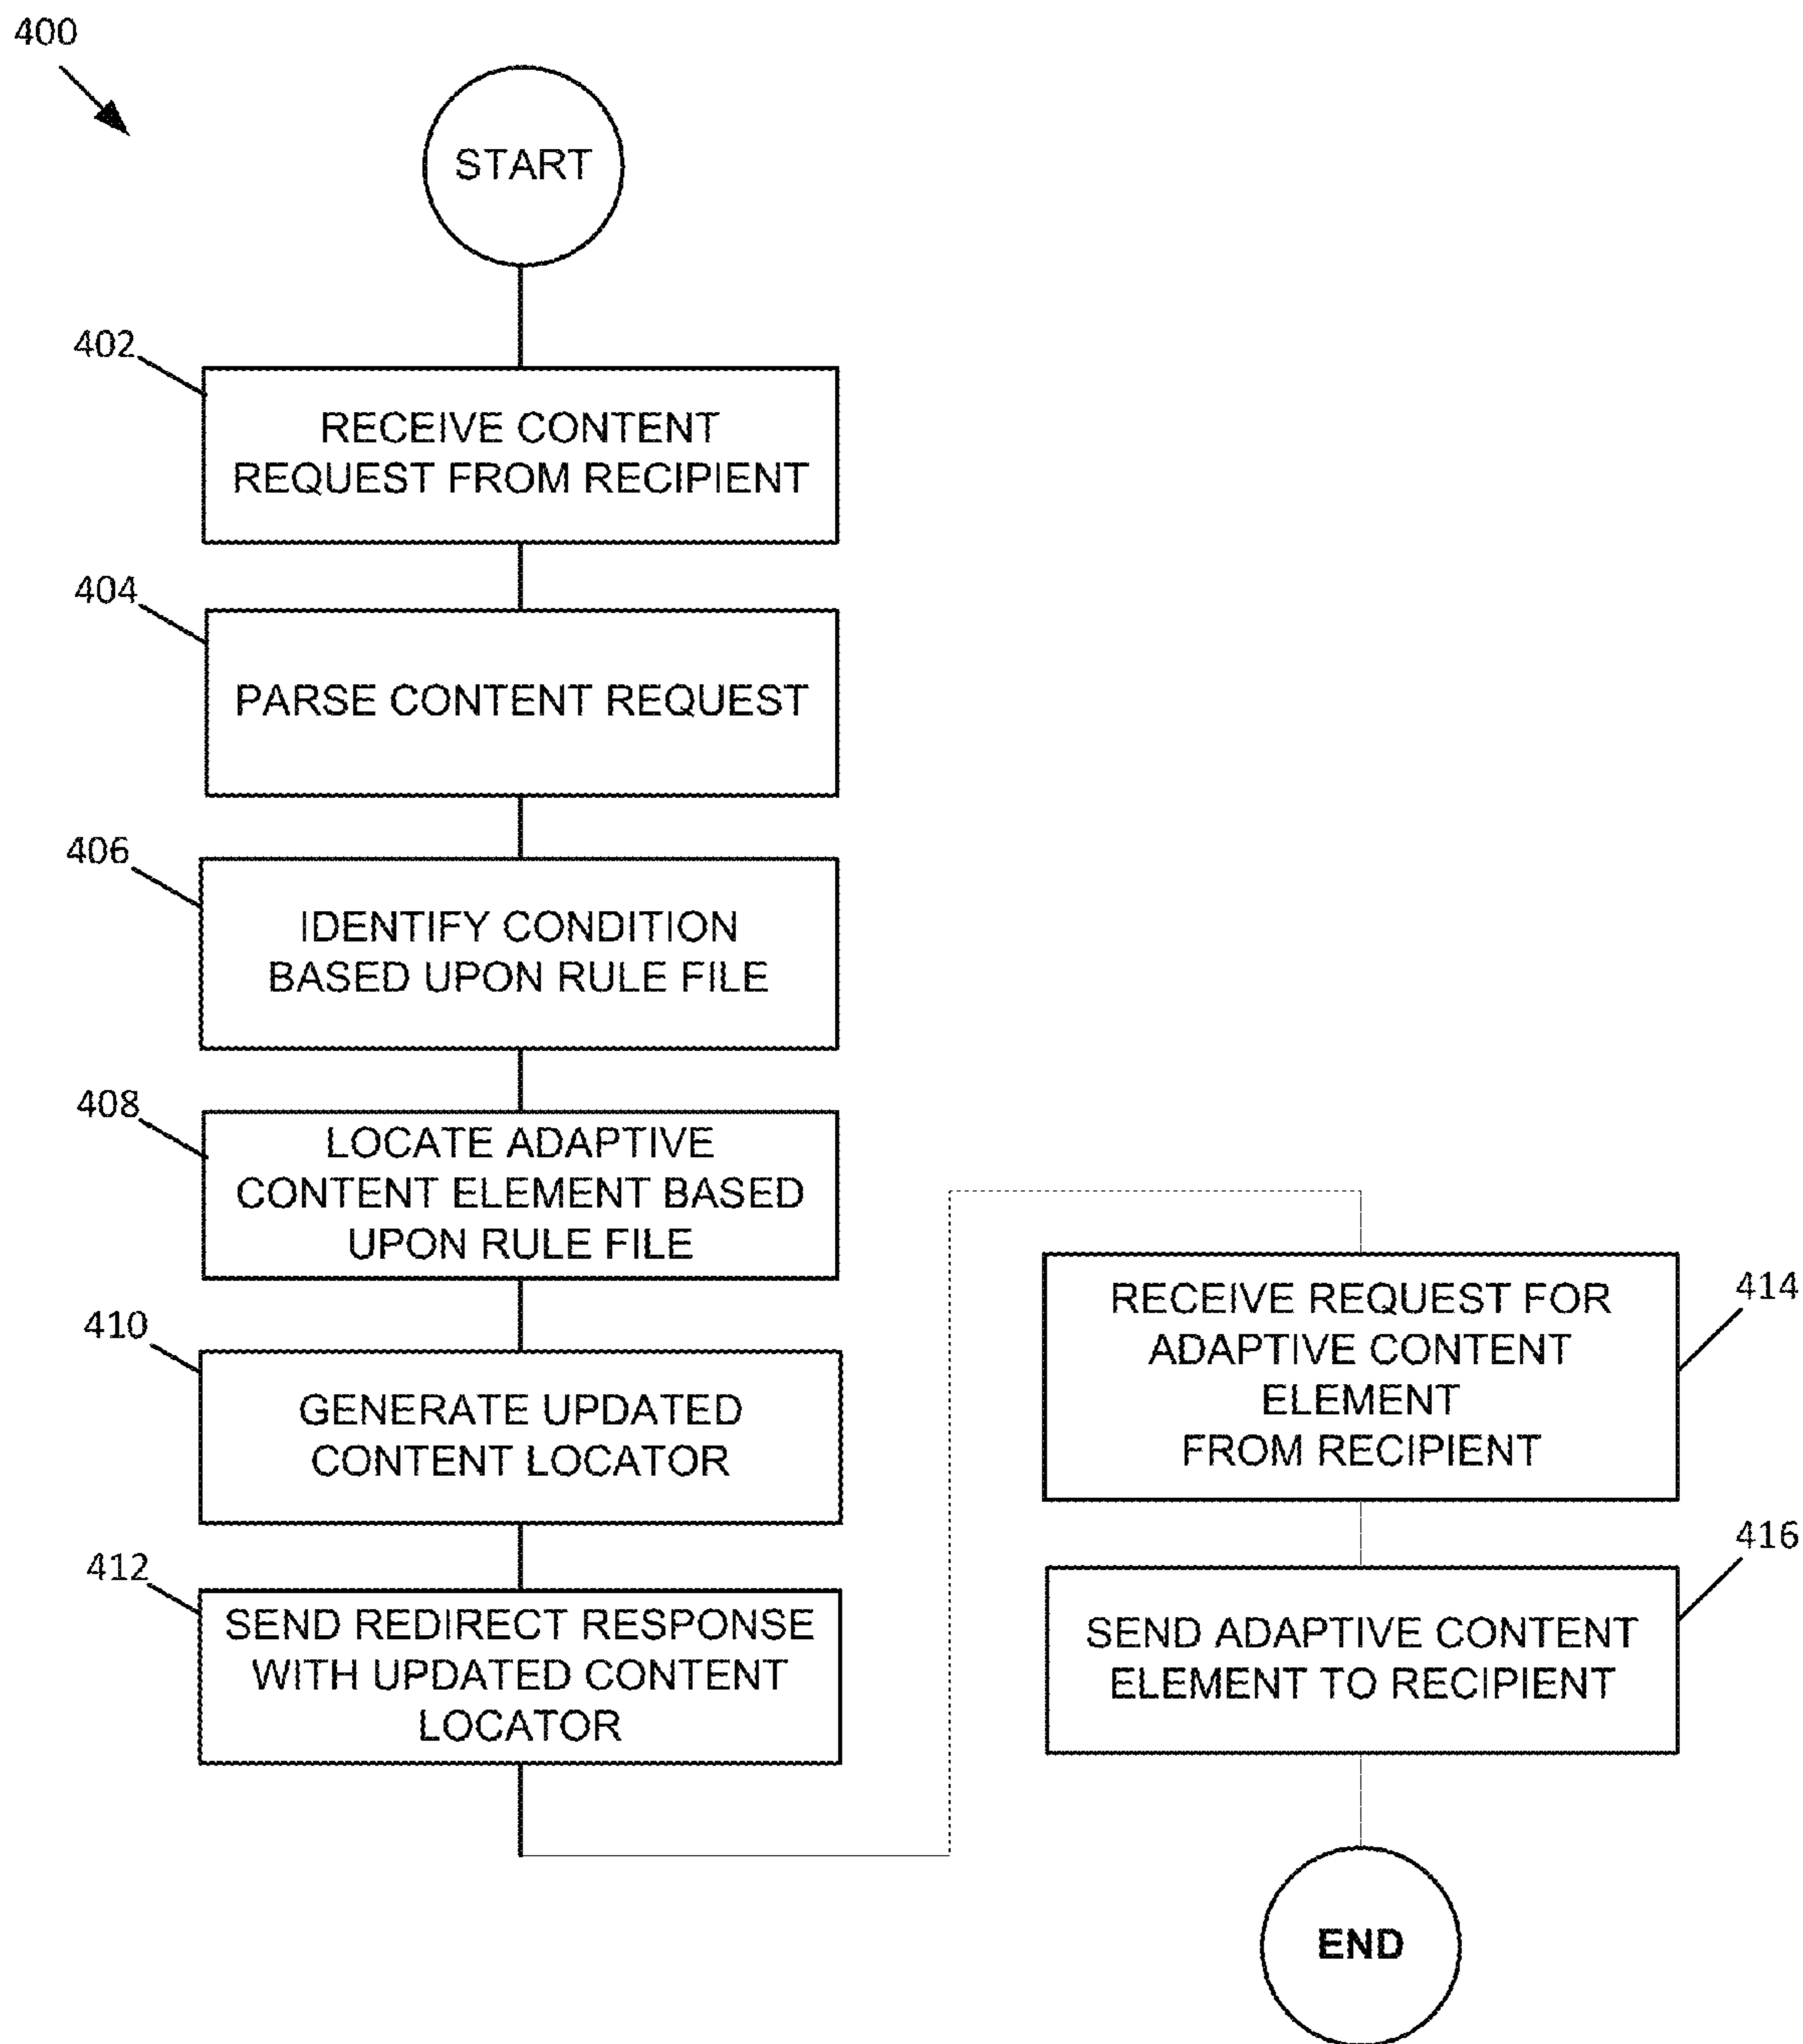 400
START
402
RECEIVE CONTENT
REQUEST FROM RECIPIENT
404
PARSE CONTENT REQUEST
406
IDENTIFY CONDITION
BASED UPON RULE FILE
408
LOCATE ADAPTIVE
CONTENT ELEMENT BASED
UPON RULE FILE
410
GENERATE UPDATED
CONTENT LOCATOR
412
SEND REDIRECT RESPONSE
WITH UPDATED CONTENT
LOCATOR
414
RECEIVE REQUEST FOR
ADAPTIVE CONTENT
ELEMENT
FROM RECIPIENT
416
SEND ADAPTIVE CONTENT
ELEMENT TO RECIPIENT
END